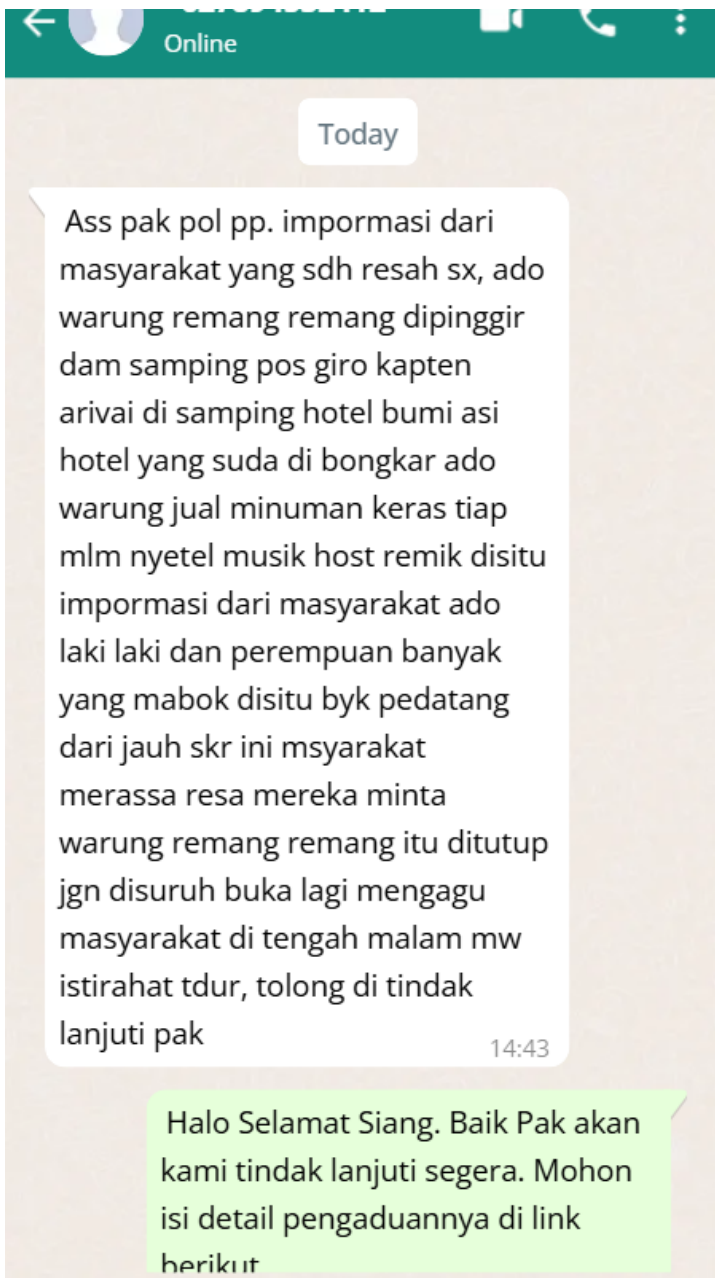 Online
Today
Ass pak pol pp. impormasi dari
masyarakat yang sdh resah sx, ado
warung remang remang dipinggir
dam samping pos giro kapten
arivai di samping hotel bumi asi
hotel yang suda di bongkar ado
warung jual minuman keras tiap
mlm nyetel musik host remik disitu
impormasi dari masyarakat ado
laki laki dan perempuan banyak
yang mabok disitu byk pedatang
dari jauh skr ini msyarakat
merassa resa mereka minta
warung remang remang itu ditutup
jgn disuruh buka lagi mengagu
masyarakat di tengah malam mw
istirahat tdur, tolong di tindak
lanjuti pak
14:43
Halo Selamat Siang. Baik Pak akan
kami tindak lanjuti segera. Mohon
isi detail pengaduannya di link
berikut